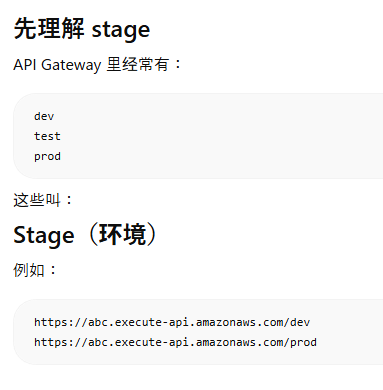 先理解 stage
API Gateway 里经常有：
dev
test
prod
这些叫：
Stage（环境）
例如：
https://abc.execute-api.amazonaws.com/dev
https://abc.execute-api.amazonaws.com/prod